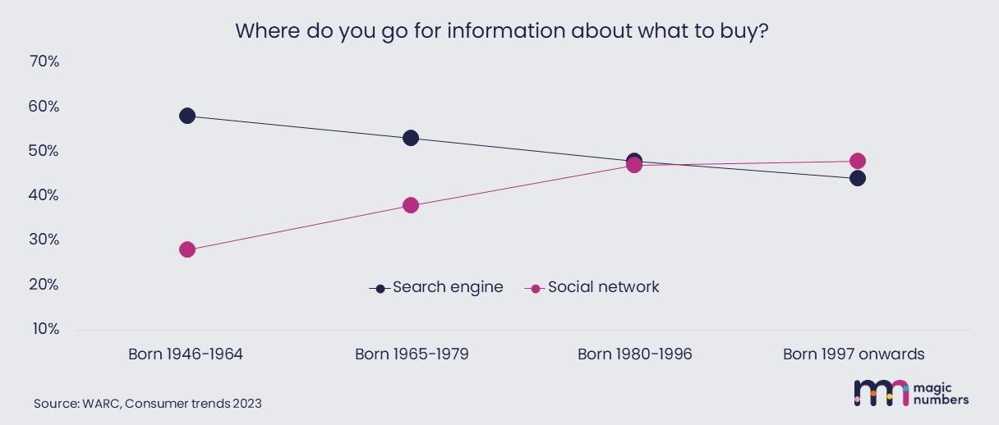 Where do you go for information about what to buy?
70%
60%
50%
40%
30%
20%
10%
Search engine
Social network
Born 1946-1964
Born 1965-1979
Born 1980-1996
Born 1997 onwards
Source: WARC, Consumer trends 2023
mn magic
numbers